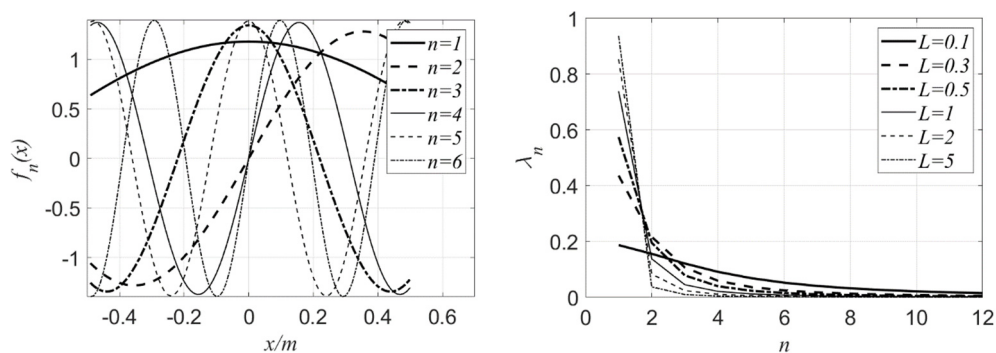 1
0.5
0
-0.5
-1
f_n(x)
-0.4 -0.2 0 0.2 0.4 0.6
x/m
n=1
n=2
n=3
n=4
n=5
n=6
1
0.8
0.6
0.4
0.2
0
λ_n
0 2 4 6 8 10 12
n
L=0.1
L=0.3
L=0.5
L=1
L=2
L=5